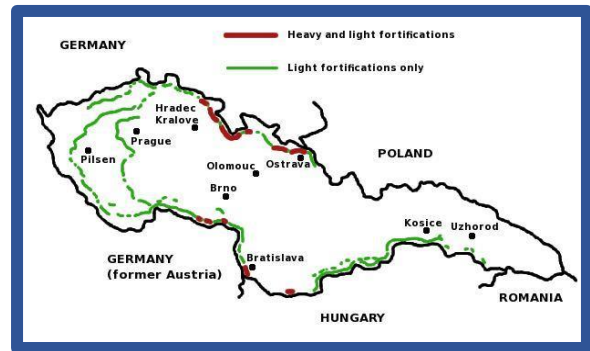 GERMANY
Heavy and light fortifications
Light fortifications only
Hradec
Kralove
Prague
Pilsen
Olomouc
Ostrava
POLAND
Brno
Kosice
Uzhorod
GERMANY
(former Austria)
Bratislava
ROMANIA
HUNGARY